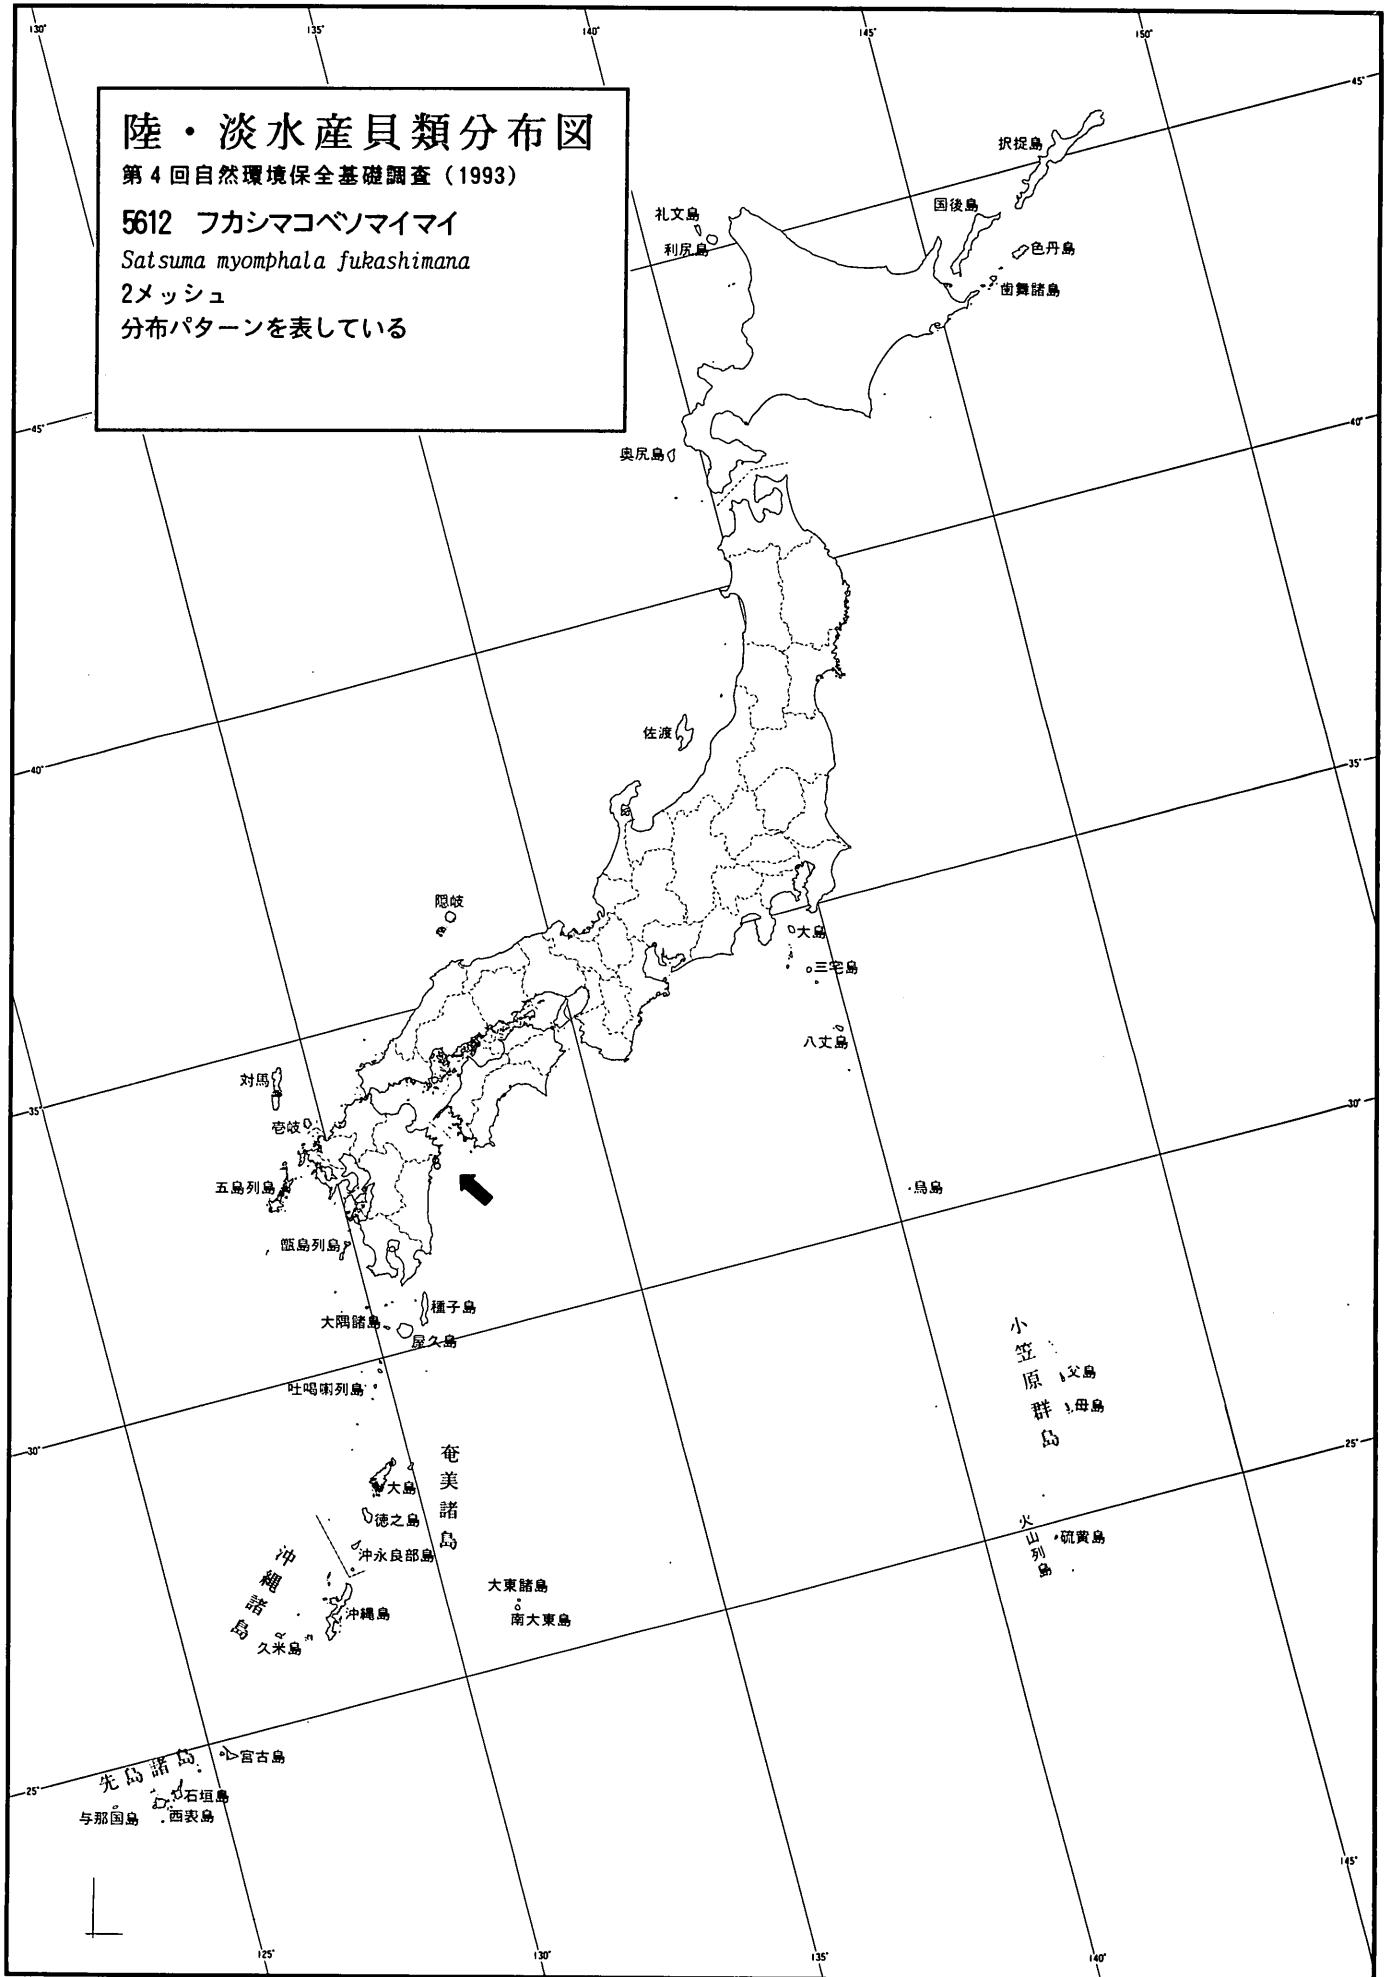 130°
135°
140°
145°
150°
陸・淡水産貝類分布図
第4回自然環境保全基礎調査（1993）
5612 フカシマコベソマイマイ
Satsuma myomphala fukashimana
2メッシュ
分布パターンを表している
45°
択捉島
国後島
礼文島
利尻島
色丹島
歯舞諸島
45°
40°
奥尻島
佐渡
40°
35°
隠岐
大島
三宅島
八丈島
対馬
35°
壱岐
30°
五島列島
鳥島
甑島列島
種子島
大隅諸島
屋久島
小笠原群島
父島
吐噶喇列島
母島
30°
25°
奄美諸島
大島
徳之島
沖永良部島
火山列島
硫黄島
沖縄諸島
沖縄島
久米島
大東諸島
南大東島
先島諸島
宮古島
25°
石垣島
与那国島
西表島
145°
125°
130°
135°
140°